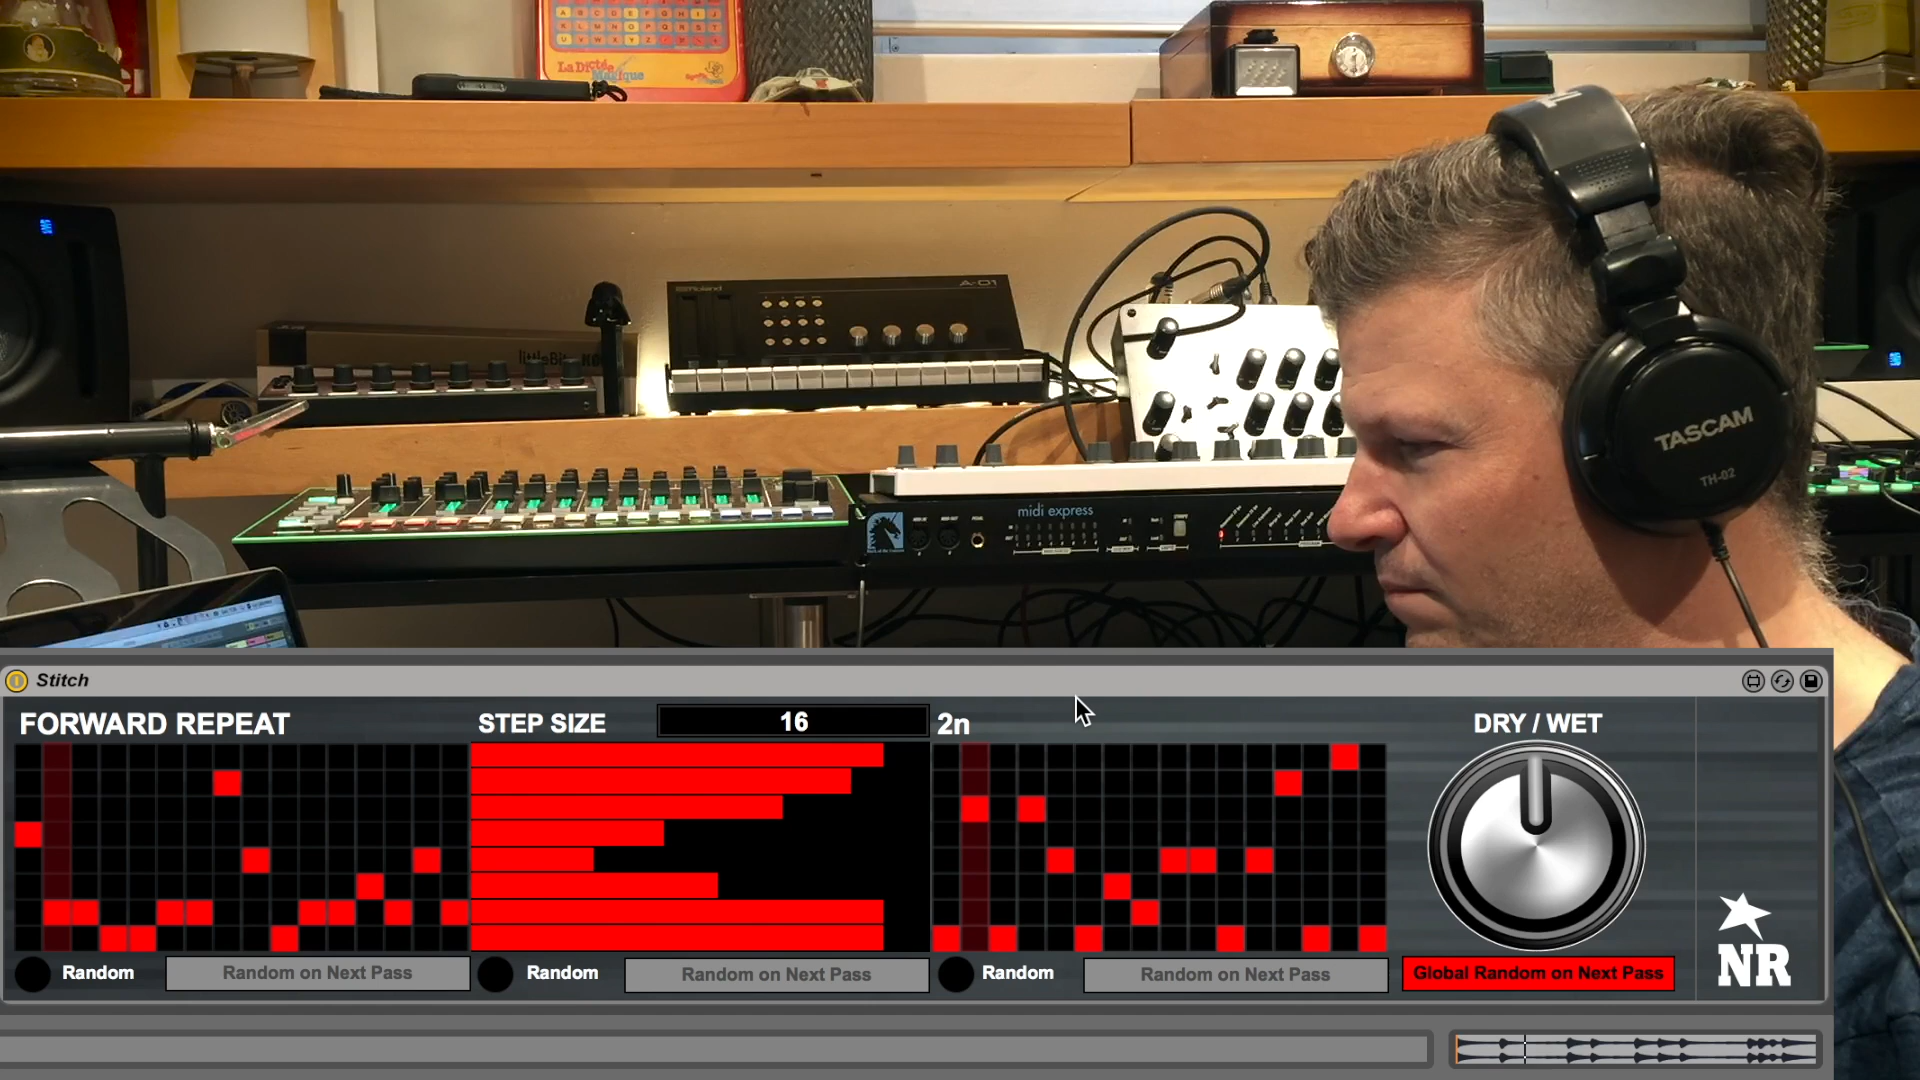 La Dictée
Magique
Roland
A-01
littleBits KORG
TASCAM
TH-02
midi express
Stitch
FORWARD REPEAT
STEP SIZE
16
2n
DRY / WET
Random
Random on Next Pass
Random
Random on Next Pass
Random
Random on Next Pass
Global Random on Next Pass
NR